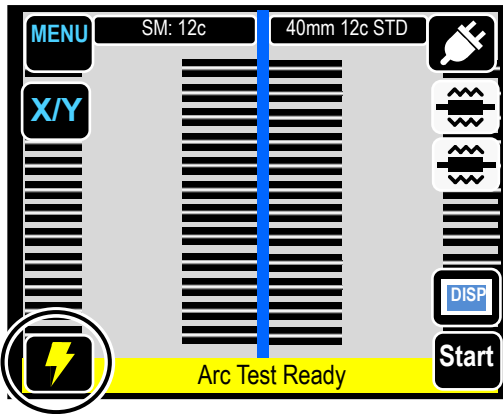 MENU
SM: 12c
40mm 12c STD
X/Y
DISP
Start
Arc Test Ready